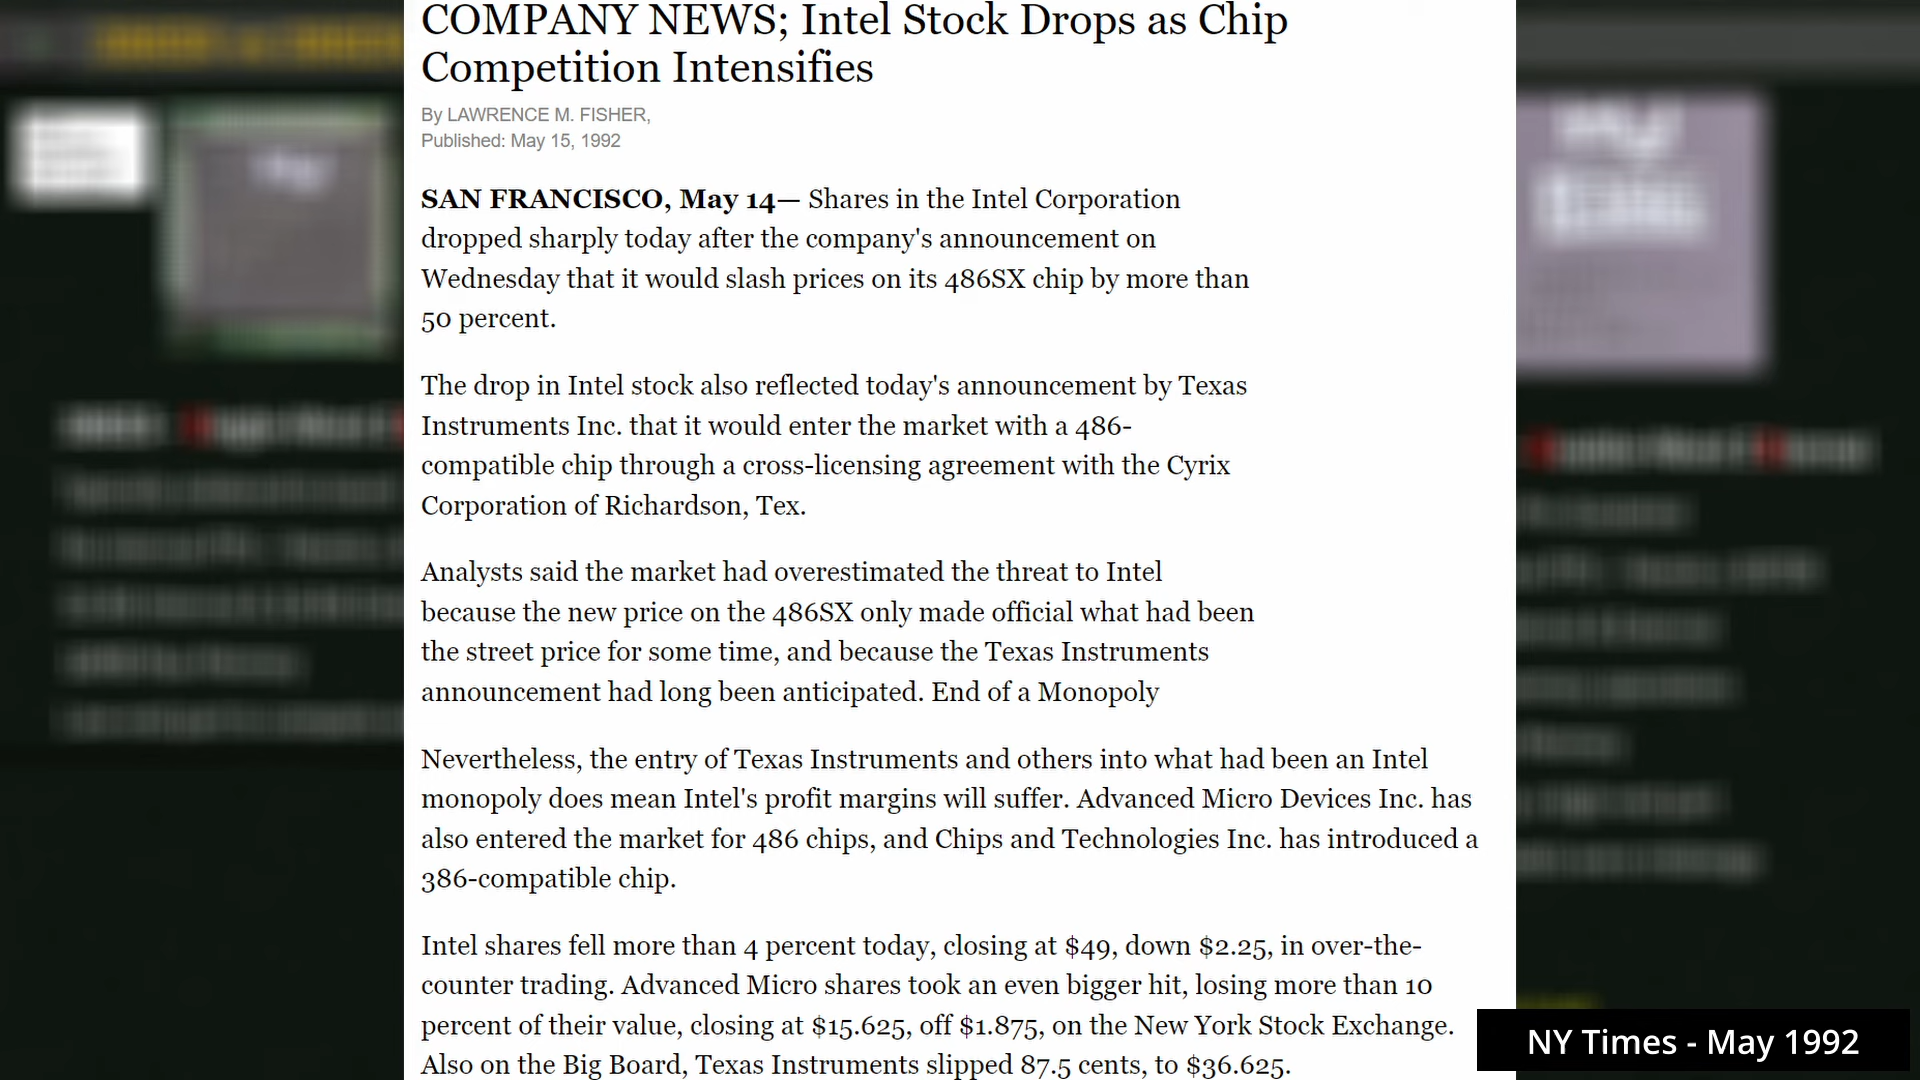 COMPANY NEWS; Intel Stock Drops as Chip
Competition Intensifies
By LAWRENCE M. FISHER,
Published: May 15, 1992
SAN FRANCISCO, May 14— Shares in the Intel Corporation
dropped sharply today after the company's announcement on
Wednesday that it would slash prices on its 486SX chip by more than
50 percent.
The drop in Intel stock also reflected today's announcement by Texas
Instruments Inc. that it would enter the market with a 486-
compatible chip through a cross-licensing agreement with the Cyrix
Corporation of Richardson, Tex.
Analysts said the market had overestimated the threat to Intel
because the new price on the 486SX only made official what had been
the street price for some time, and because the Texas Instruments
announcement had long been anticipated. End of a Monopoly
Nevertheless, the entry of Texas Instruments and others into what had been an Intel
monopoly does mean Intel's profit margins will suffer. Advanced Micro Devices Inc. has
also entered the market for 486 chips, and Chips and Technologies Inc. has introduced a
386-compatible chip.
Intel shares fell more than 4 percent today, closing at $49, down $2.25, in over-the-
counter trading. Advanced Micro shares took an even bigger hit, losing more than 10
percent of their value, closing at $15.625, off $1.875, on the New York Stock Exchange.
Also on the Big Board, Texas Instruments slipped 87.5 cents, to $36.625.
NY Times - May 1992